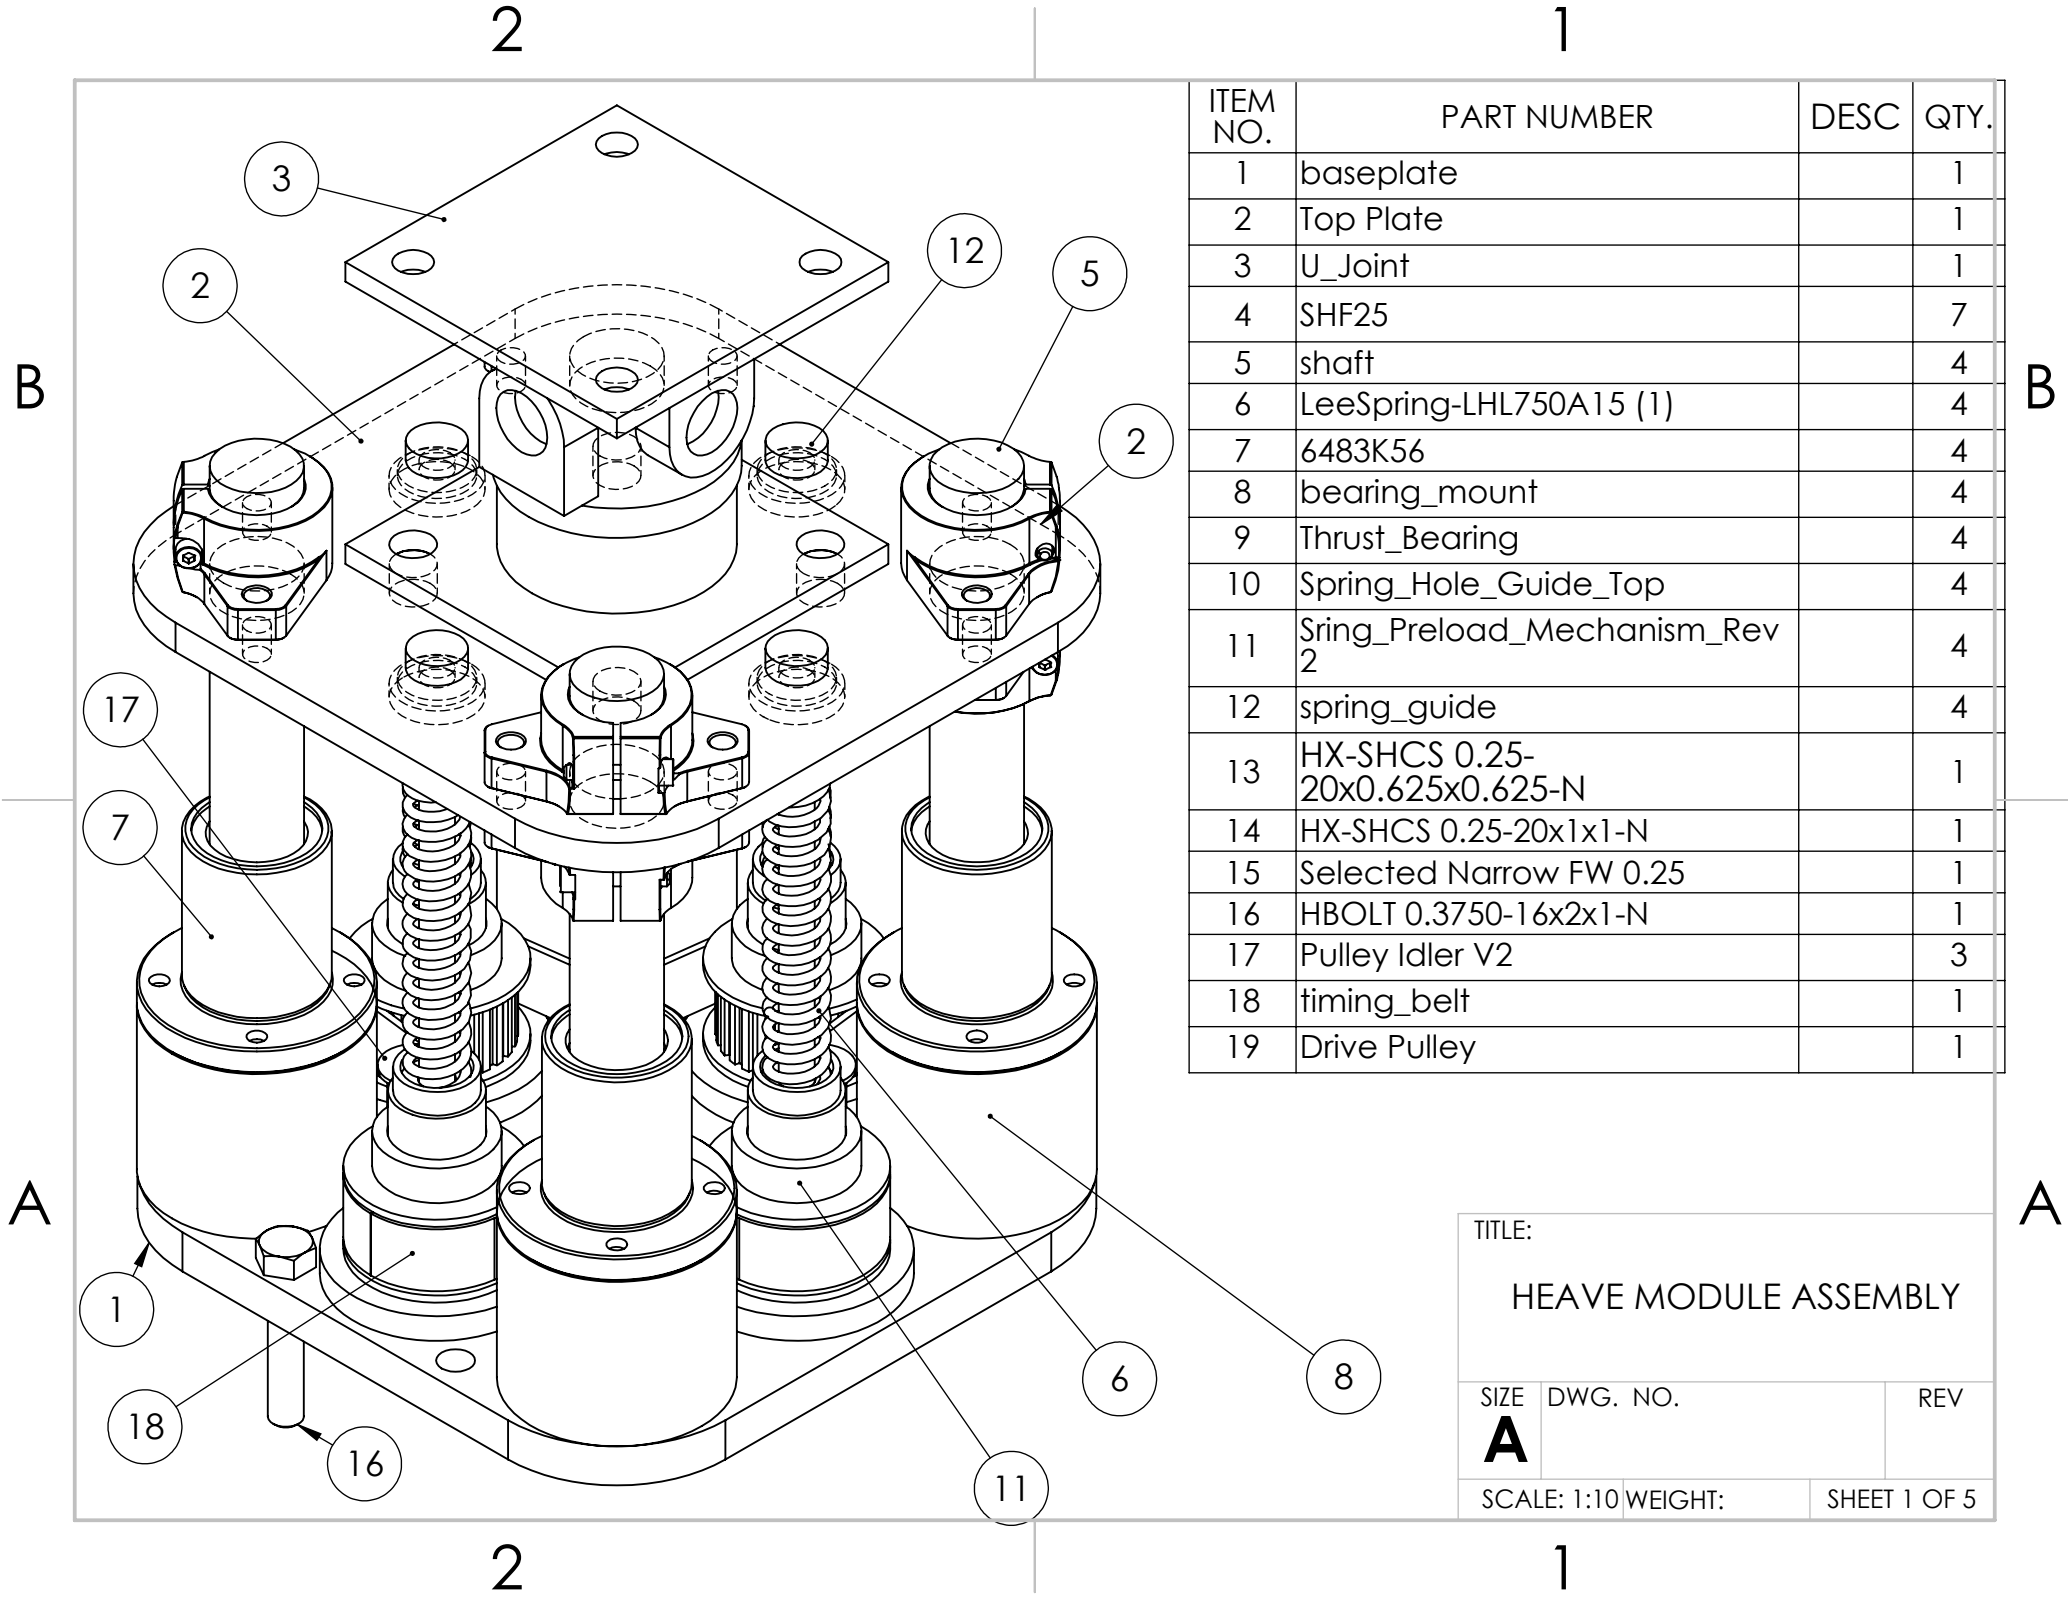 2 1
ITEM NO. PART NUMBER DESC QTY.
1 baseplate 1
2 Top Plate 1
3 U_Joint 1
4 SHF25 7
5 shaft 4
6 LeeSpring-LHL750A15 (1) 4
7 6483K56 4
8 bearing_mount 4
9 Thrust_Bearing 4
10 Spring_Hole_Guide_Top 4
11 Sring_Preload_Mechanism_Rev
2 4
12 spring_guide 4
13 HX-SHCS 0.25-
20x0.625x0.625-N 1
14 HX-SHCS 0.25-20x1x1-N 1
15 Selected Narrow FW 0.25 1
16 HBOLT 0.3750-16x2x1-N 1
17 Pulley Idler V2 3
18 timing_belt 1
19 Drive Pulley 1
3
12
5
2
2
B B
17
7
A A
1
18
16
6
8
11
TITLE:
HEAVE MODULE ASSEMBLY
SIZE DWG. NO. REV
A
SCALE: 1:10 WEIGHT: SHEET 1 OF 5
2 1